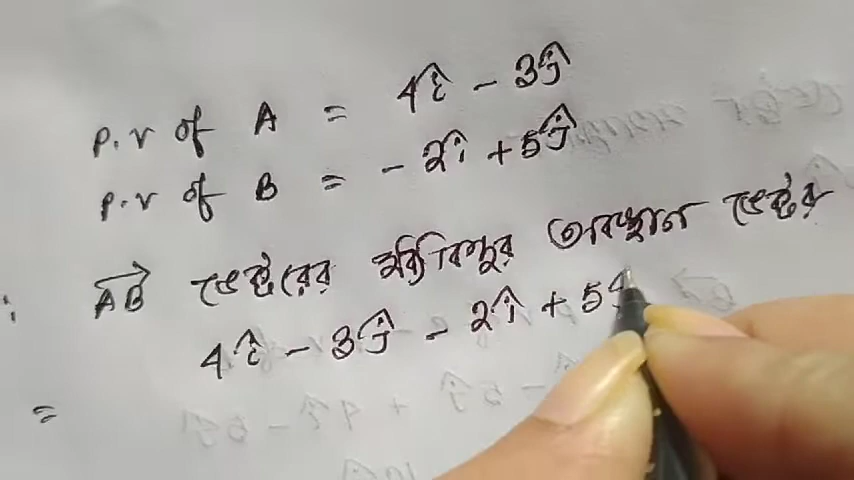 P.V of A = 4î - 3ĵ
P.V of B = - 2î + 5ĵ
∴ AB ভেক্টরের মধ্যবিন্দুর অবস্থান ভেক্টর
= 4î - 3ĵ - 2î + 5